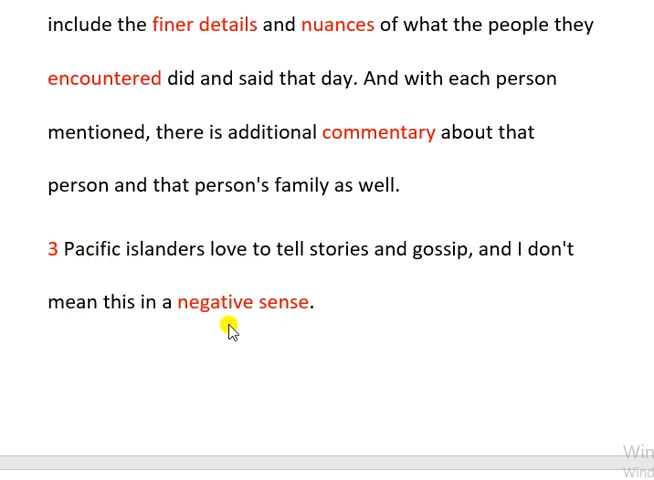 include the finer details and nuances of what the people they
encountered did and said that day. And with each person
mentioned, there is additional commentary about that
person and that person's family as well.
3 Pacific islanders love to tell stories and gossip, and I don't
mean this in a negative sense.
Win
Wind